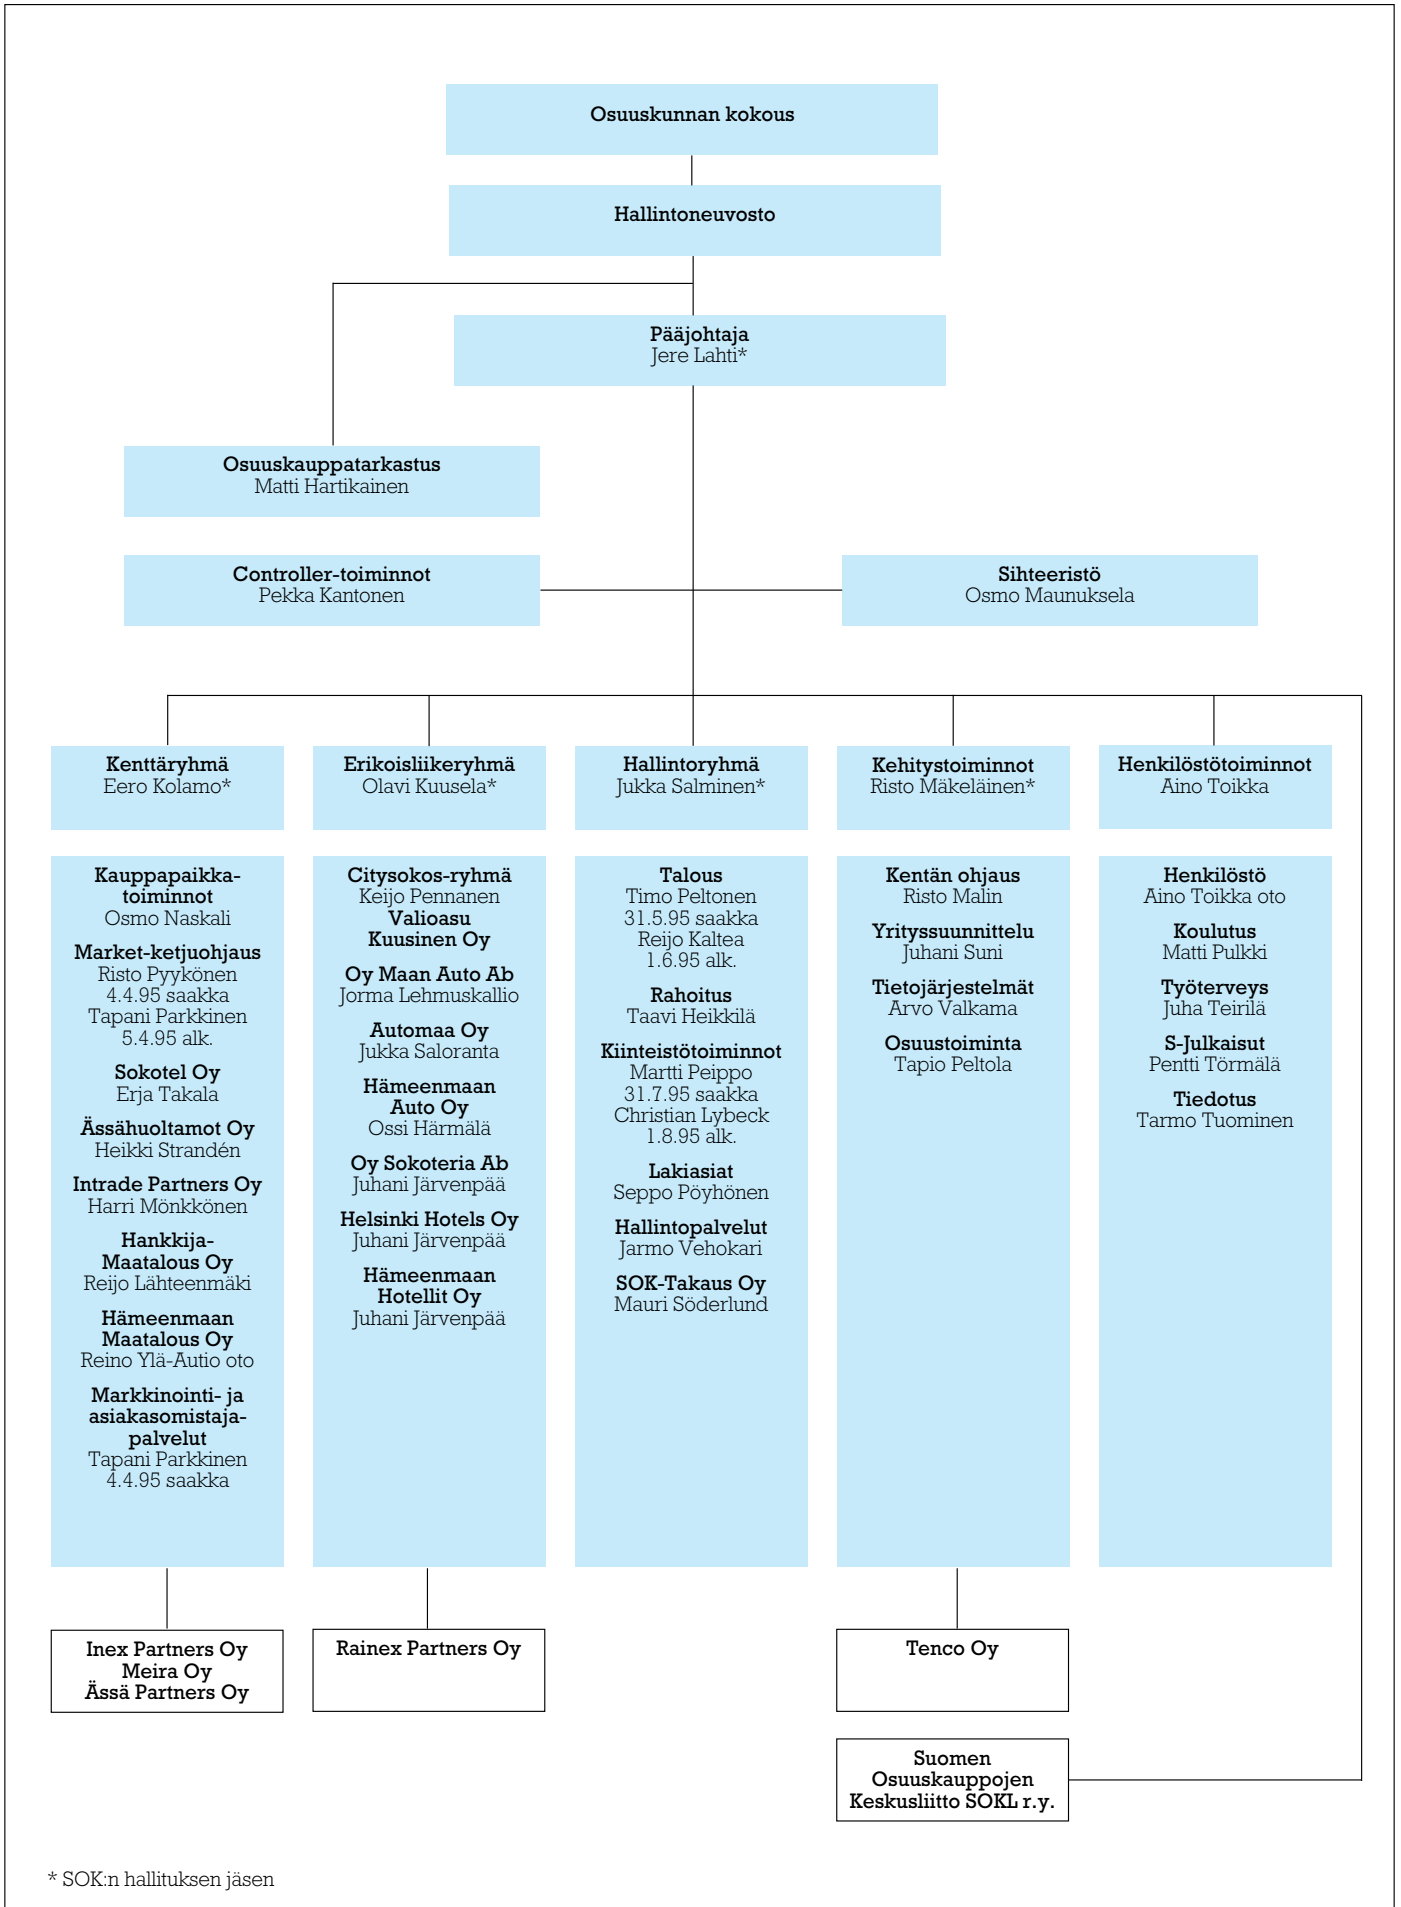 Osuuskunnan kokous
Hallintoneuvosto
Pääjohtaja
Jere Lahti*
Osuuskauppatarkastus
Matti Hartikainen
Controller-toiminnot
Pekka Kantonen
Sihteeristö
Osmo Maunuksela
Kenttäryhmä
Eero Kolamo*
Erikoisliikeryhmä
Olavi Kuusela*
Hallintoryhmä
Jukka Salminen*
Kehitystoiminnot
Risto Mäkeläinen*
Henkilöstötoiminnot
Aino Toikka
Kauppapaikka-
toiminnot
Osmo Naskali
Market-ketjuohjaus
Risto Pyykönen
4.4.95 saakka
Tapani Parkkinen
5.4.95 alk.
Sokotel Oy
Erja Takala
Ässähuoltamot Oy
Heikki Strandén
Intrade Partners Oy
Harri Mönkkönen
Hankkija-
Maatalous Oy
Reijo Lähteenmäki
Hämeenmaan
Maatalous Oy
Reino Ylä-Autio oto
Markkinointi- ja
asiakasomistaja-
palvelut
Tapani Parkkinen
4.4.95 saakka
Citysokos-ryhmä
Keijo Pennanen
Valioasu
Kuusinen Oy
Oy Maan Auto Ab
Jorma Lehmuskallio
Automaa Oy
Jukka Saloranta
Hämeenmaan
Auto Oy
Ossi Härmälä
Oy Sokoteria Ab
Juhani Järvenpää
Helsinki Hotels Oy
Juhani Järvenpää
Hämeenmaan
Hotellit Oy
Juhani Järvenpää
Talous
Timo Peltonen
31.5.95 saakka
Reijo Kaltea
1.6.95 alk.
Rahoitus
Taavi Heikkilä
Kiinteistötoiminnot
Martti Peippo
31.7.95 saakka
Christian Lybeck
1.8.95 alk.
Lakiasiat
Seppo Pöyhönen
Hallintopalvelut
Jarmo Vehokari
SOK-Takaus Oy
Mauri Söderlund
Kentän ohjaus
Risto Malin
Yrityssuunnittelu
Juhani Suni
Tietojärjestelmät
Arvo Valkama
Osuustoiminta
Tapio Peltola
Henkilöstö
Aino Toikka oto
Koulutus
Matti Pulkki
Työterveys
Juha Teirilä
S-Julkaisut
Pentti Törmälä
Tiedotus
Tarmo Tuominen
Inex Partners Oy
Meira Oy
Ässä Partners Oy
Rainex Partners Oy
Tenco Oy
Suomen
Osuuskauppojen
Keskusliitto SOKL r.y.
* SOK:n hallituksen jäsen